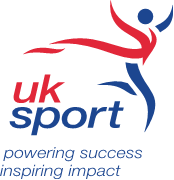 uk
sport
powering success
inspiring impact